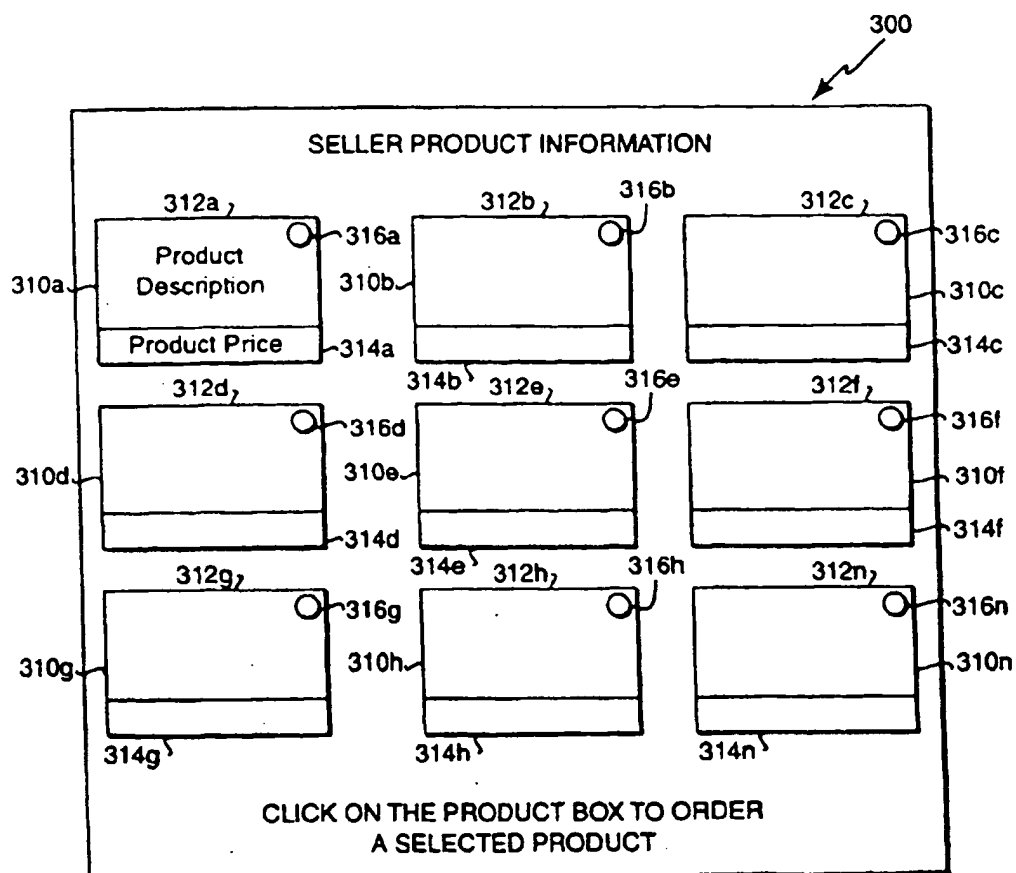 300
SELLER PRODUCT INFORMATION
312a
312b
316b
312c
316a
316c
Product
Description
310a
310b
310c
Product Price
314a
314c
314b
312d
312e
316e
312f
316d
316f
310d
310e
310f
314d
314f
314e
312g
312h
316h
312n
316g
316n
310g
310h
310n
314g
314h
314n
CLICK ON THE PRODUCT BOX TO ORDER
A SELECTED PRODUCT